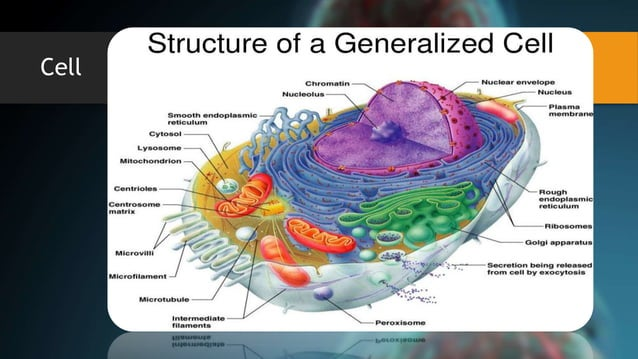 Structure of a Generalized Cell
Cell
Chromatin
Nucleolus
Nuclear envelope
Nucleus
Plasma
membrane
Smooth endoplasmic
reticulum
Cytosol
Lysosome
Mitochondrion
Centrioles
Centrosome
matrix
Microvilli
Microfilament
Microtubule
Intermediate
filaments
Rough
endoplasmic
reticulum
Ribosomes
Golgi apparatus
Secretion being released
from cell by exocytosis
Peroxisome